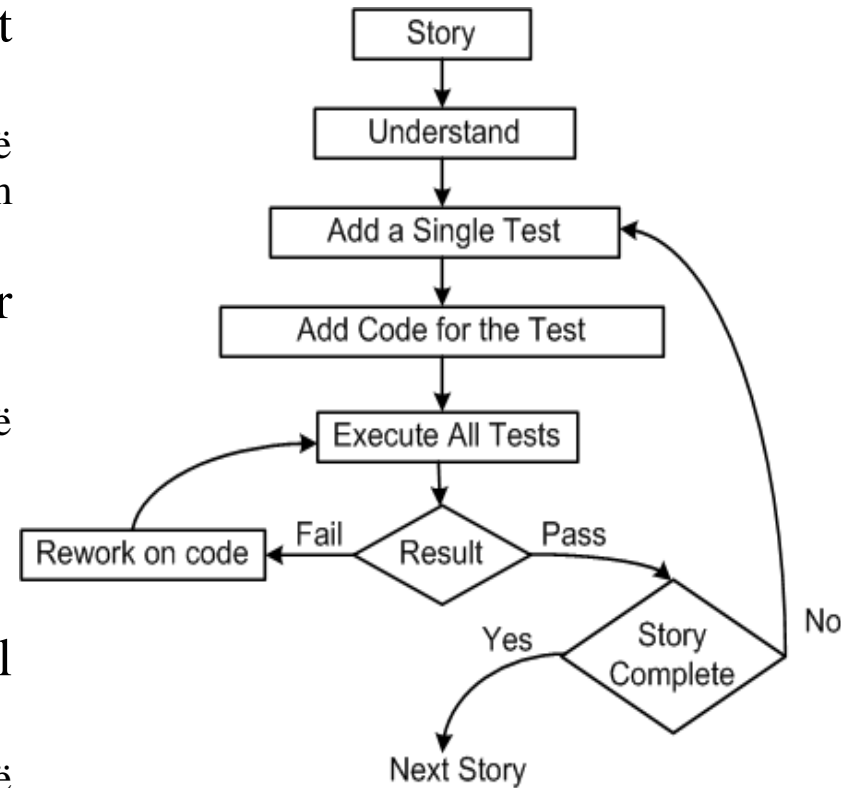 t
ë
n
r
ë
l
ë
Story
Understand
Add a Single Test
Add Code for the Test
Execute All Tests
Rework on code
Fail
Result
Pass
Story
Complete
No
Yes
Next Story